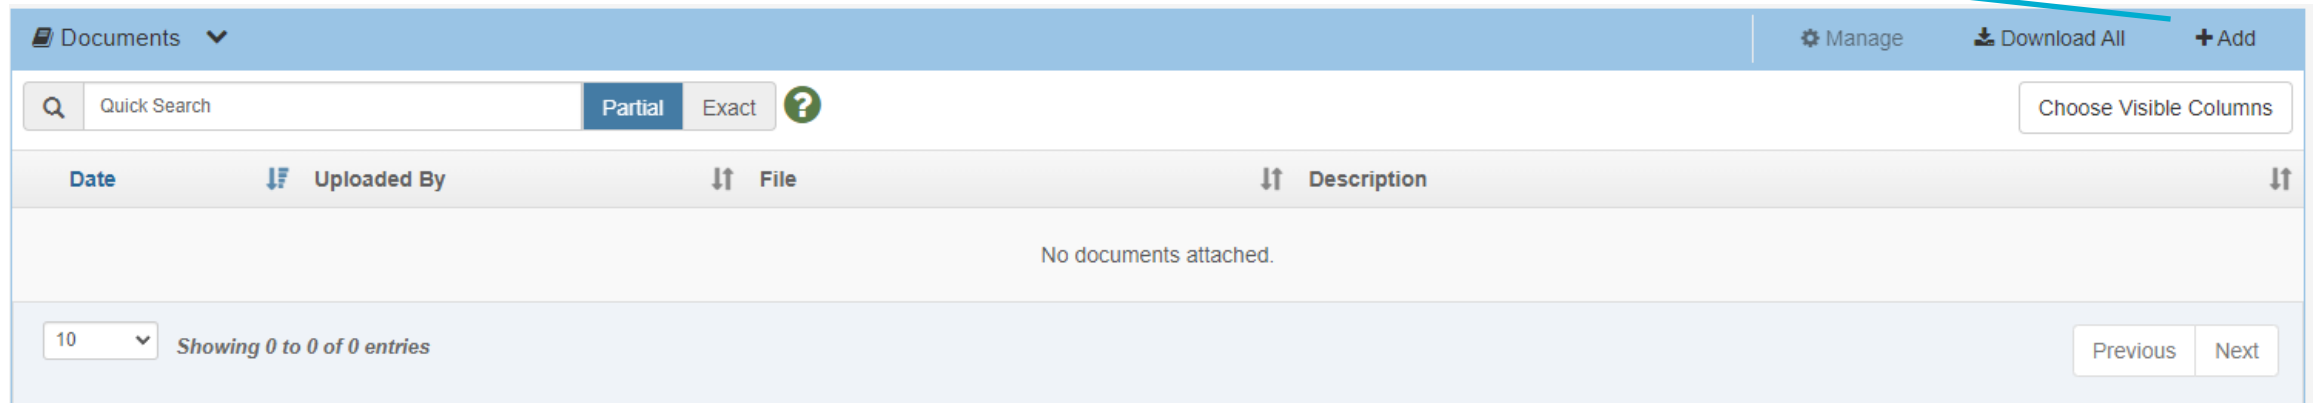 Documents Manage Download All Add
Quick Search Partial Exact ? Choose Visible Columns
Date Uploaded By File Description
No documents attached.
10 Showing 0 to 0 of 0 entries Previous Next